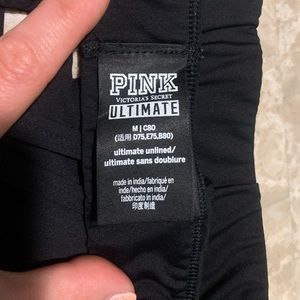 PINK
VICTORIA'S SECRET
ULTIMATE
M | C80
(适用 D75,E75,B80)
ultimate unlined/
ultimate sans doublure
made in india/fabriqué en
inde/hecho en india/
fabbricato in india/
印度制造